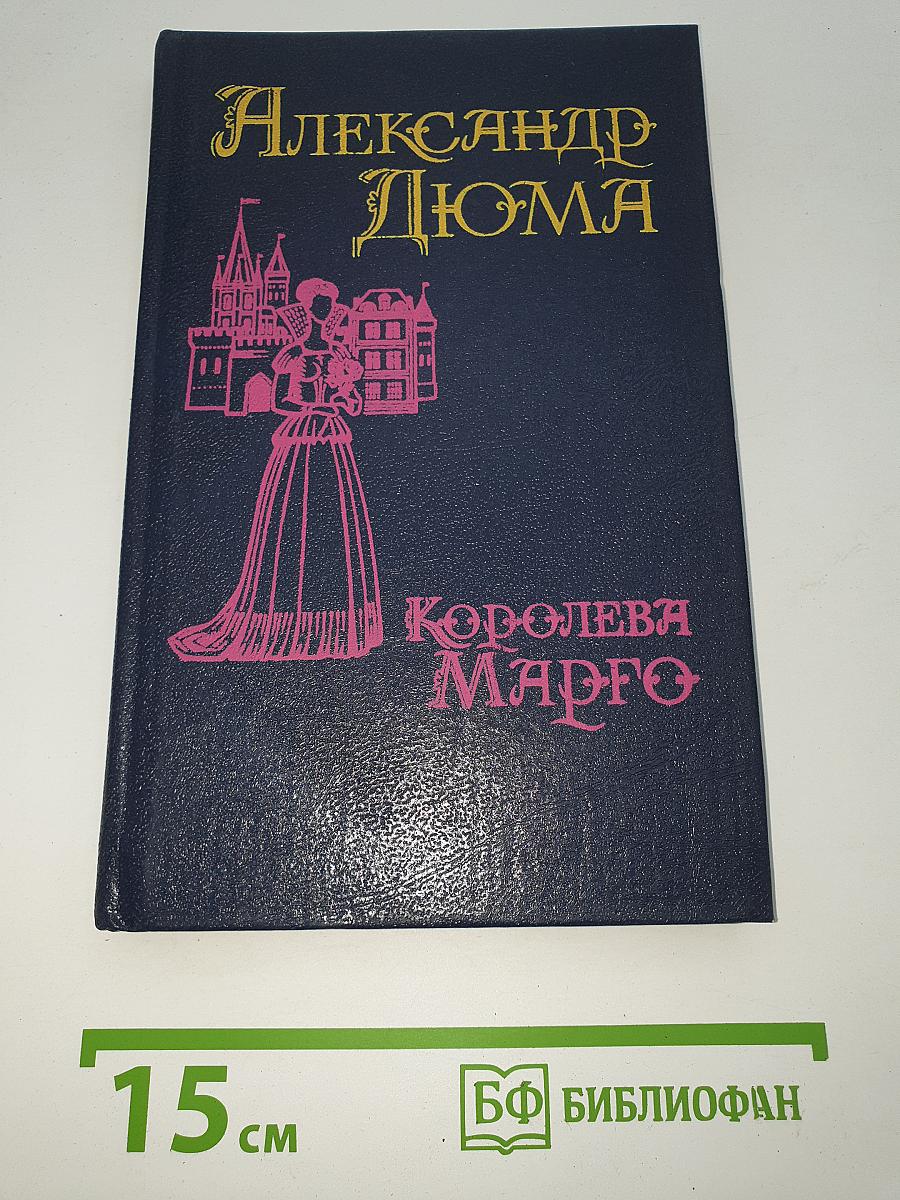 Александр
Дюма
Королева
Марго
15 см
БФ БИБЛИОФАН